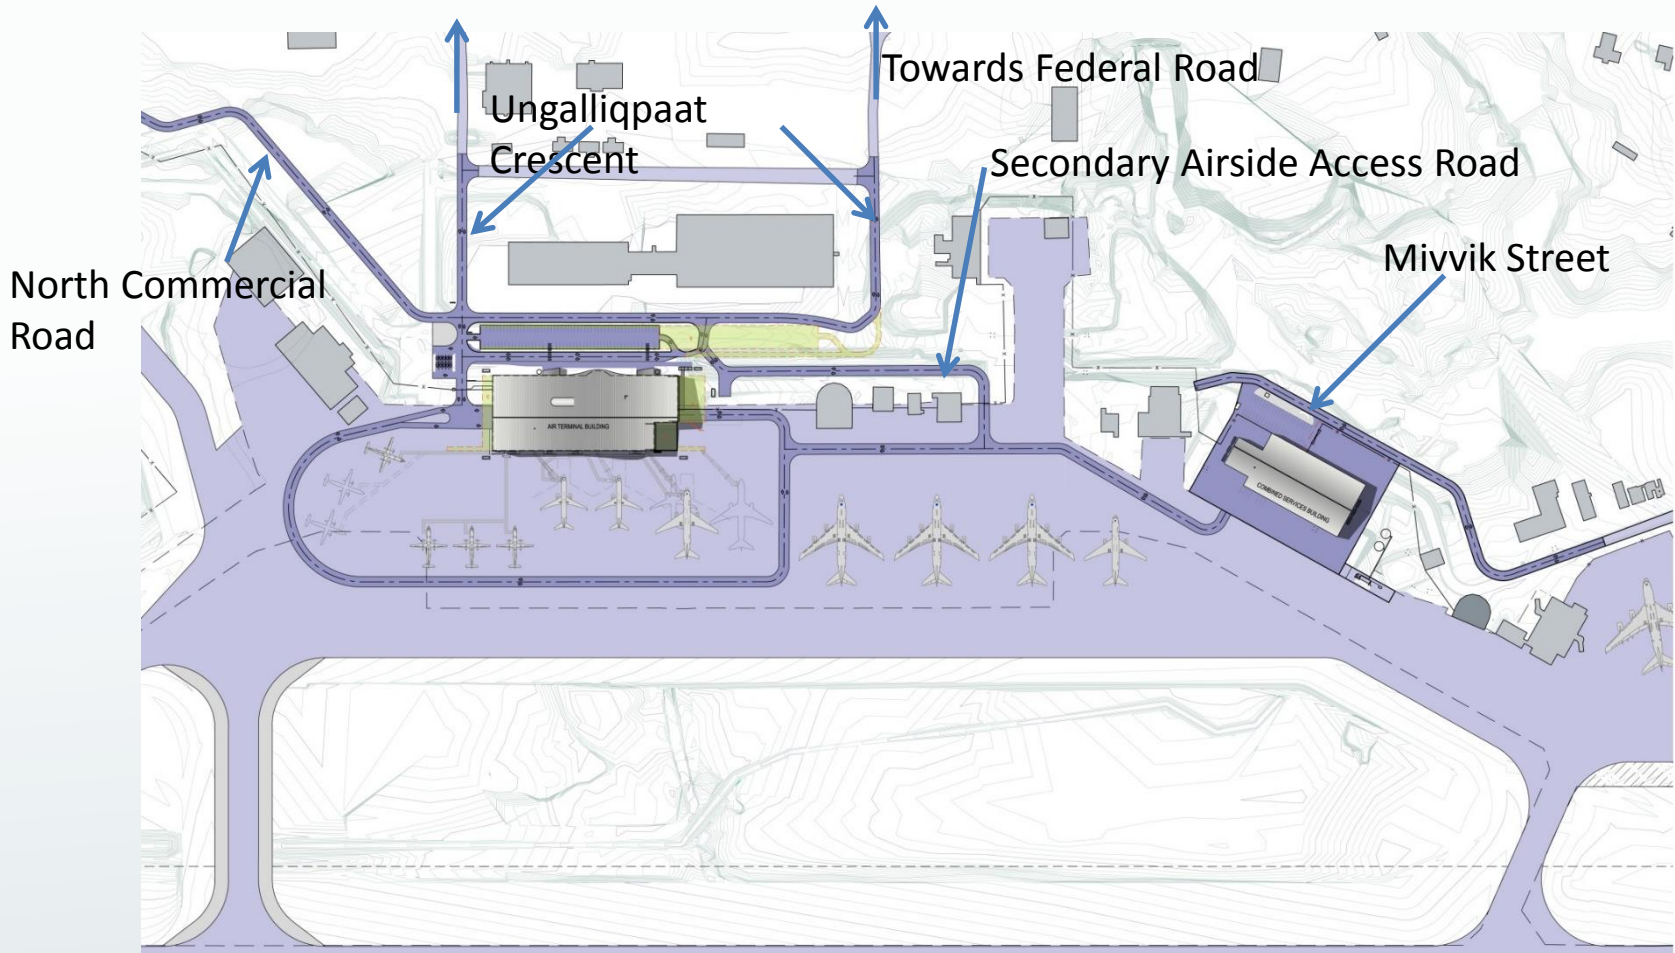 Towards Federal Road
Ungalliqpaat
Crescent
Secondary Airside Access Road
Mivvik Street
North Commercial
Road
AIR TERMINAL BUILDING
COMBINED SERVICES BUILDING